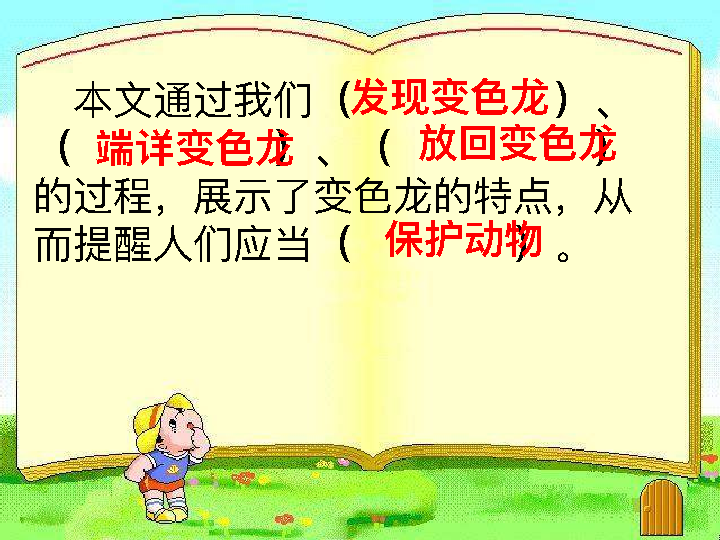 本文通过我们（发现变色龙）、
（端详变色龙）、（放回变色龙）
的过程，展示了变色龙的特点，从
而提醒人们应当（保护动物）。